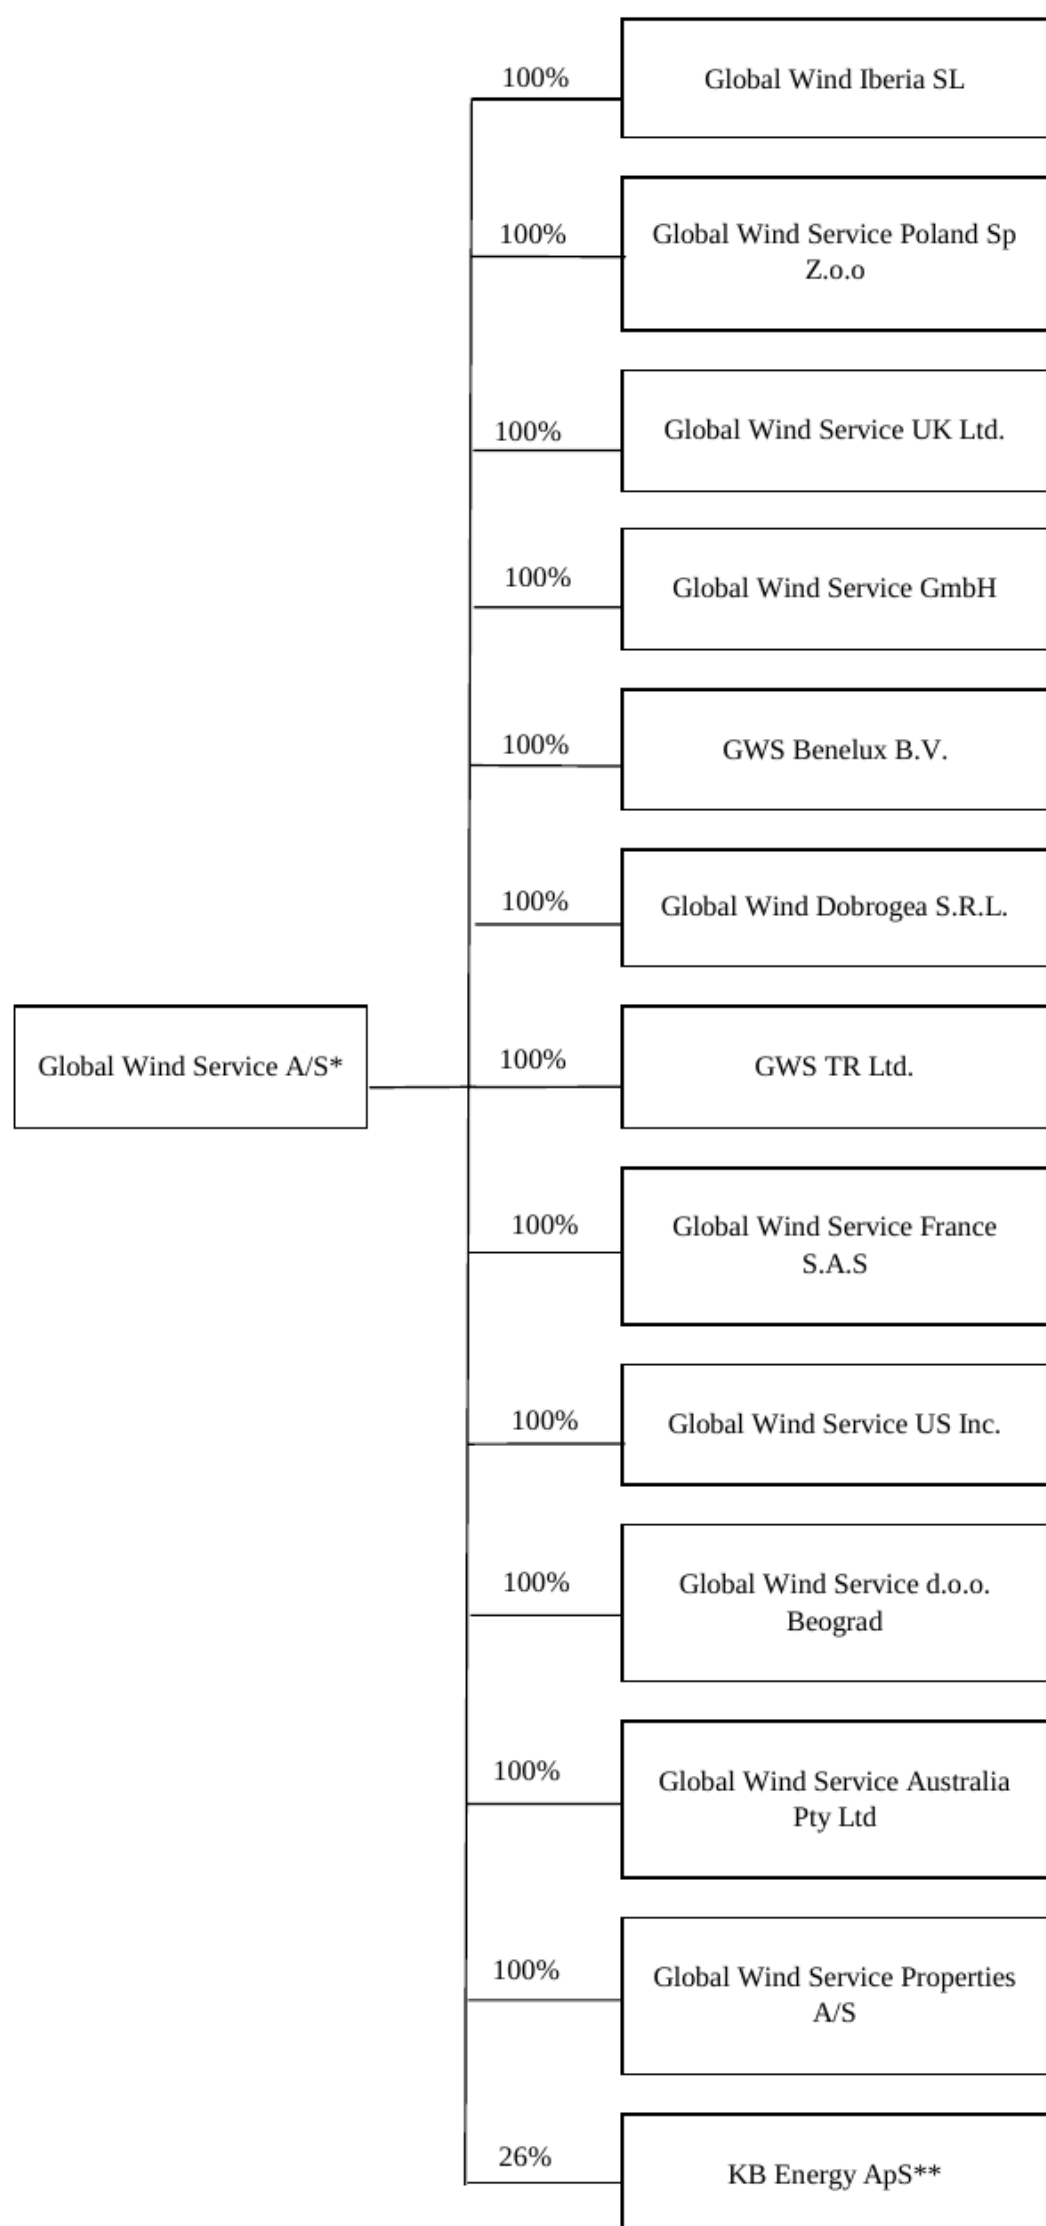 100%
Global Wind Iberia SL
100%
Global Wind Service Poland Sp
Z.o.o
100%
Global Wind Service UK Ltd.
100%
Global Wind Service GmbH
100%
GWS Benelux B.V.
100%
Global Wind Dobrogea S.R.L.
Global Wind Service A/S*
100%
GWS TR Ltd.
100%
Global Wind Service France
S.A.S
100%
Global Wind Service US Inc.
100%
Global Wind Service d.o.o.
Beograd
100%
Global Wind Service Australia
Pty Ltd
100%
Global Wind Service Properties
A/S
26%
KB Energy ApS**